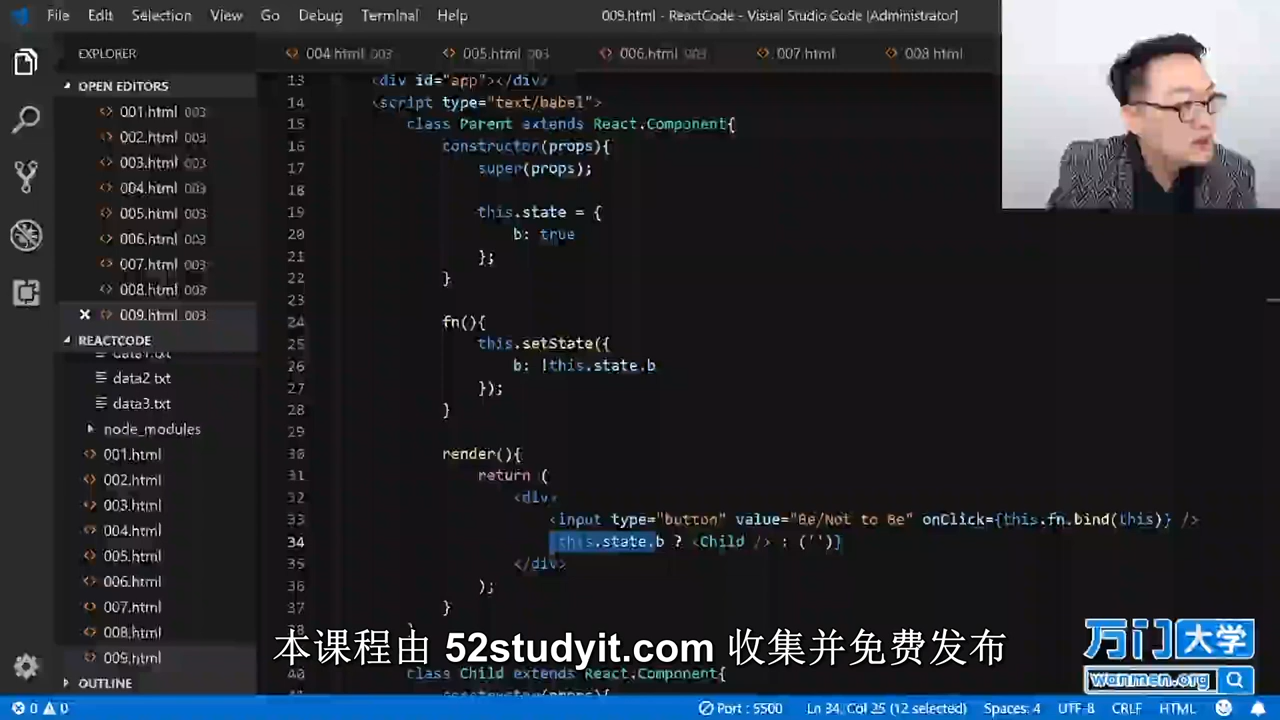 File Edit Selection View Go Debug Terminal Help 009.html - ReactCode - Visual Studio Code [Administrator]
EXPLORER
004.html 003 005.html 003 006.html 003 007.html 008.html
OPEN EDITORS
001.html 003
002.html 003
003.html 003
004.html 003
005.html 003
006.html 003
007.html 003
008.html 003
009.html 003
REACTCODE
data1.txt
data2.txt
data3.txt
node_modules
001.html
002.html
003.html
004.html
005.html
006.html
007.html
008.html
009.html
OUTLINE
13 <div id="app"></div>
14 <script type="text/babel">
15 class Parent extends React.Component{
16 constructor(props){
17 super(props);
18
19 this.state = {
20 b: true
21 };
22 }
23
24 fn(){
25 this.setState({
26 b: !this.state.b
27 });
28 }
29
30 render(){
31 return (
32 <div>
33 <input type="button" value="Be/Not to Be" onClick={this.fn.bind(this)} />
34 {this.state.b ? <Child /> : ('')}
35 </div>
36 );
37 }
38 }
40 class Child extends React.Component{
constructor(props){
本课程由 52studyit.com 收集并免费发布
万门大学
wanmen.org
0 0 Port : 5500 Ln 34, Col 25 (12 selected) Spaces: 4 UTF-8 CRLF HTML